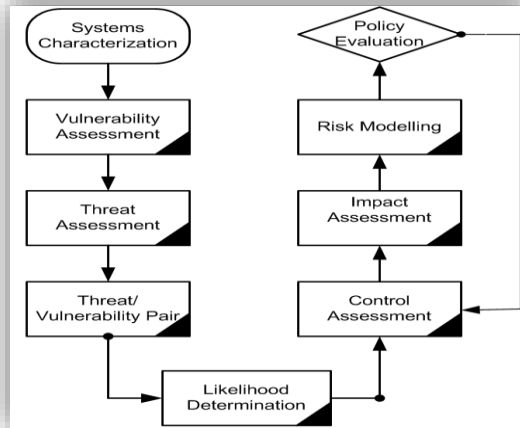 Systems
Characterization
Vulnerability
Assessment
Threat
Assessment
Threat/
Vulnerability Pair
Likelihood
Determination
Control
Assessment
Impact
Assessment
Risk Modelling
Policy
Evaluation